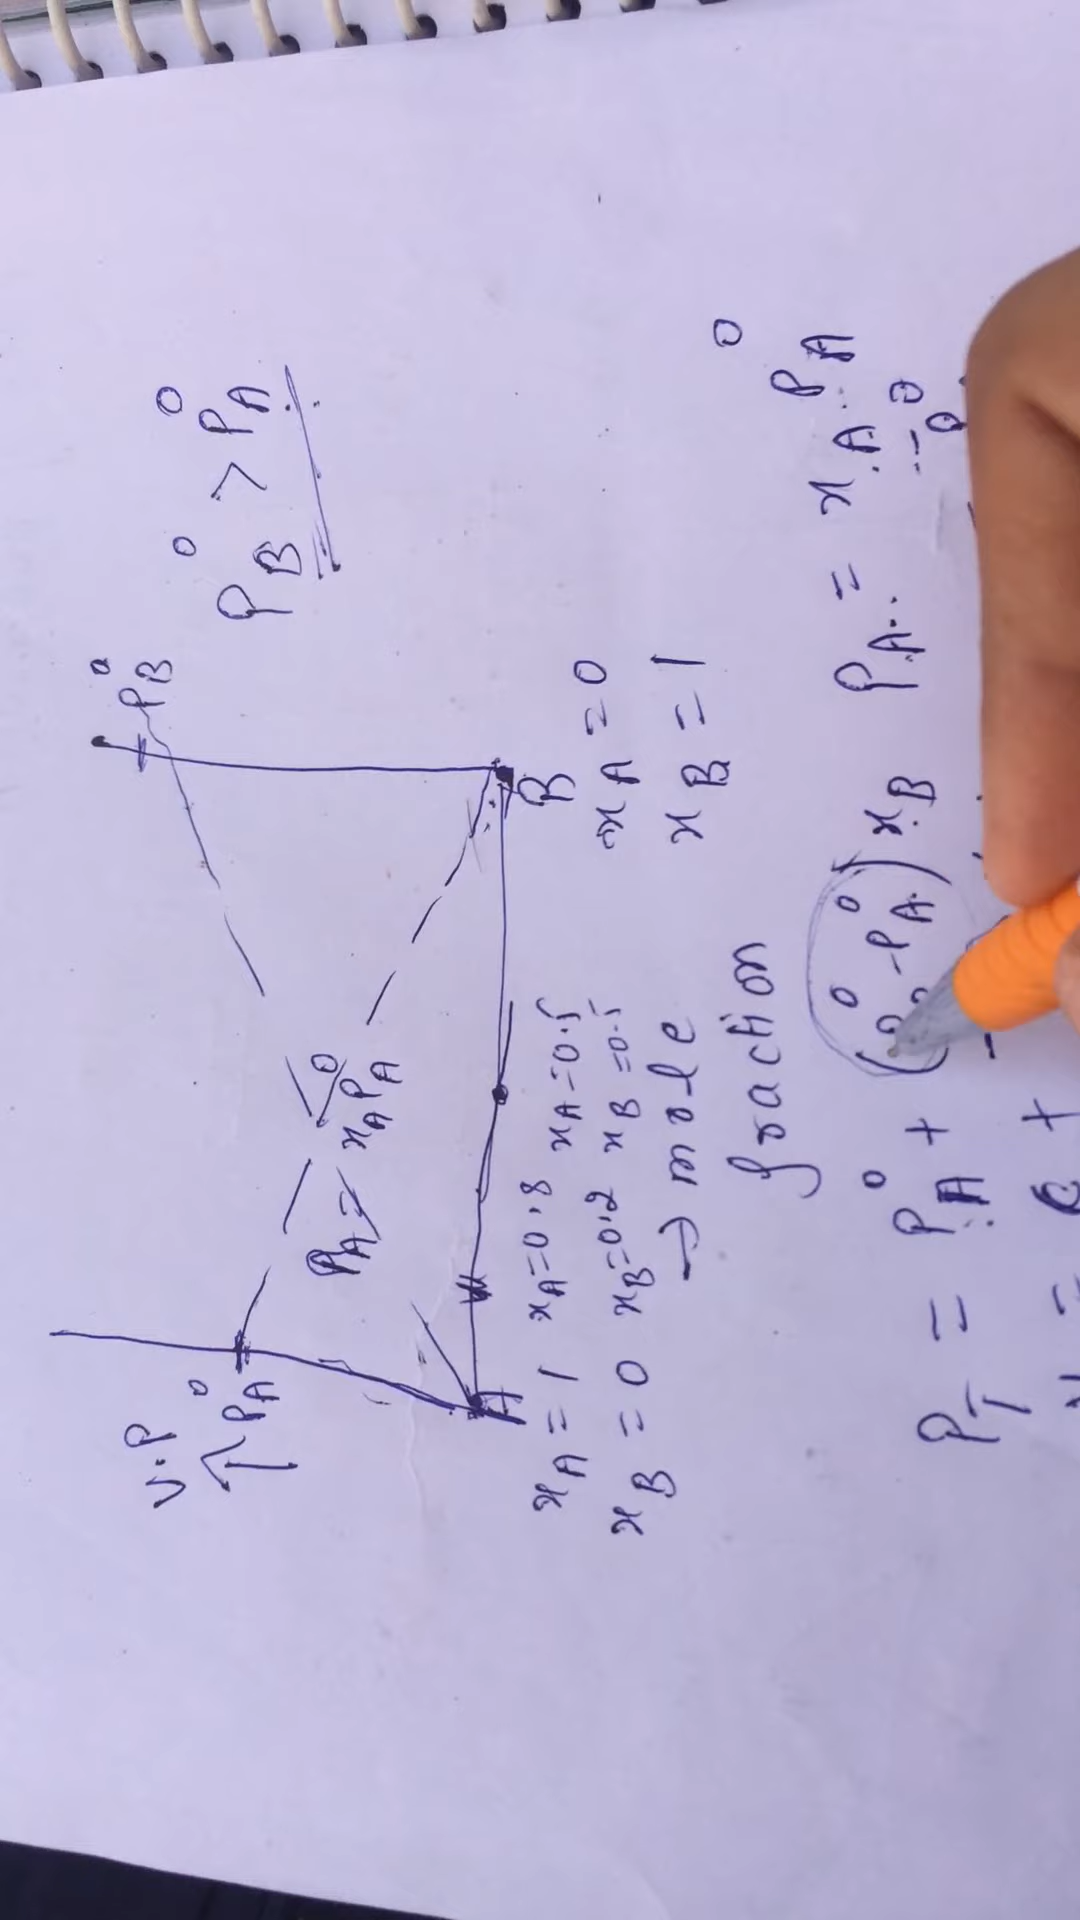 V.P
P°A
P°B
P°B > P°A
PA = xA P°A
A
B
xA = 1 xA=0.8 xA=0.5 xA = 0
xB = 0 xB=0.2 xB=0.5 xB = 1
→ mole
fraction
PA = xA P°A
PT = P°A + (P°B - P°A) xB